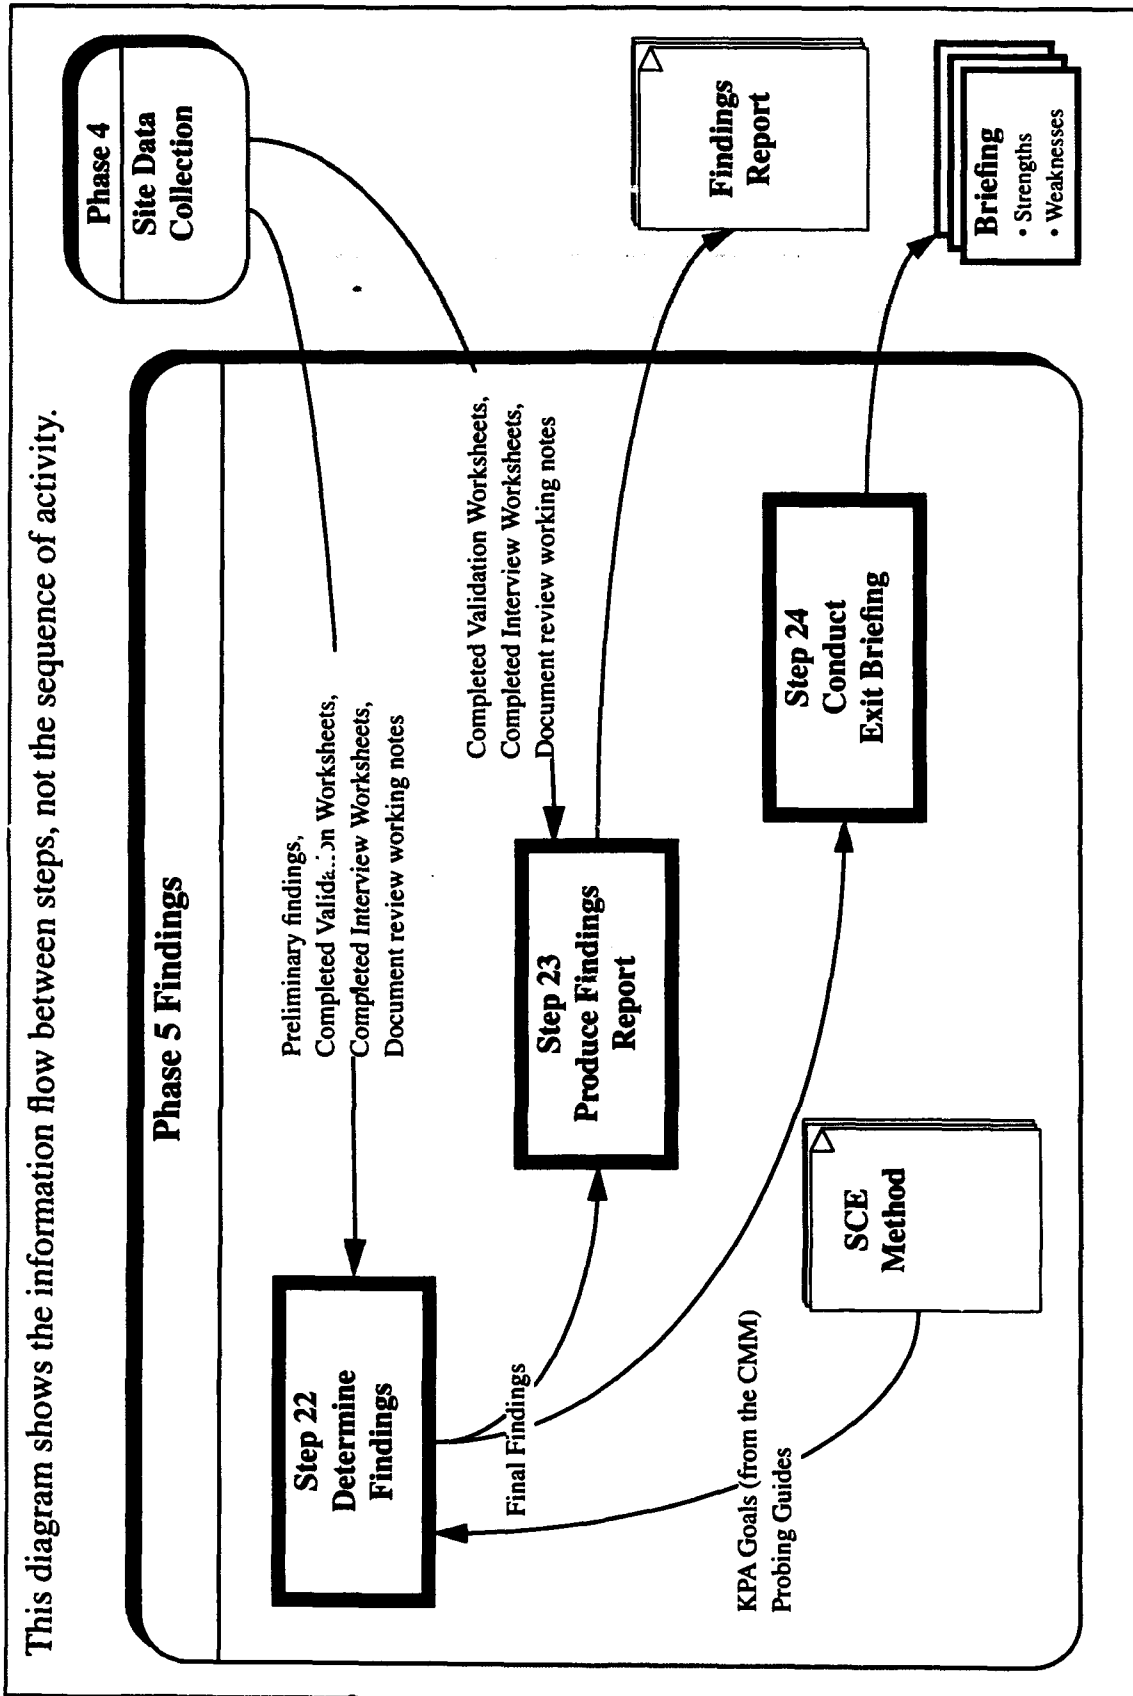 This diagram shows the information flow between steps, not the sequence of activity.
Phase 4
Site Data
Collection
Phase 5 Findings
Preliminary findings,
Completed Validation Worksheets,
Completed Interview Worksheets,
Document review working notes
Step 22
Determine
Findings
Completed Validation Worksheets,
Completed Interview Worksheets,
Document review working notes
Final Findings
Step 23
Produce Findings
Report
Findings
Report
KPA Goals (from the CMM)
Probing Guides
SCE
Method
Step 24
Conduct
Exit Briefing
Briefing
• Strengths
• Weaknesses